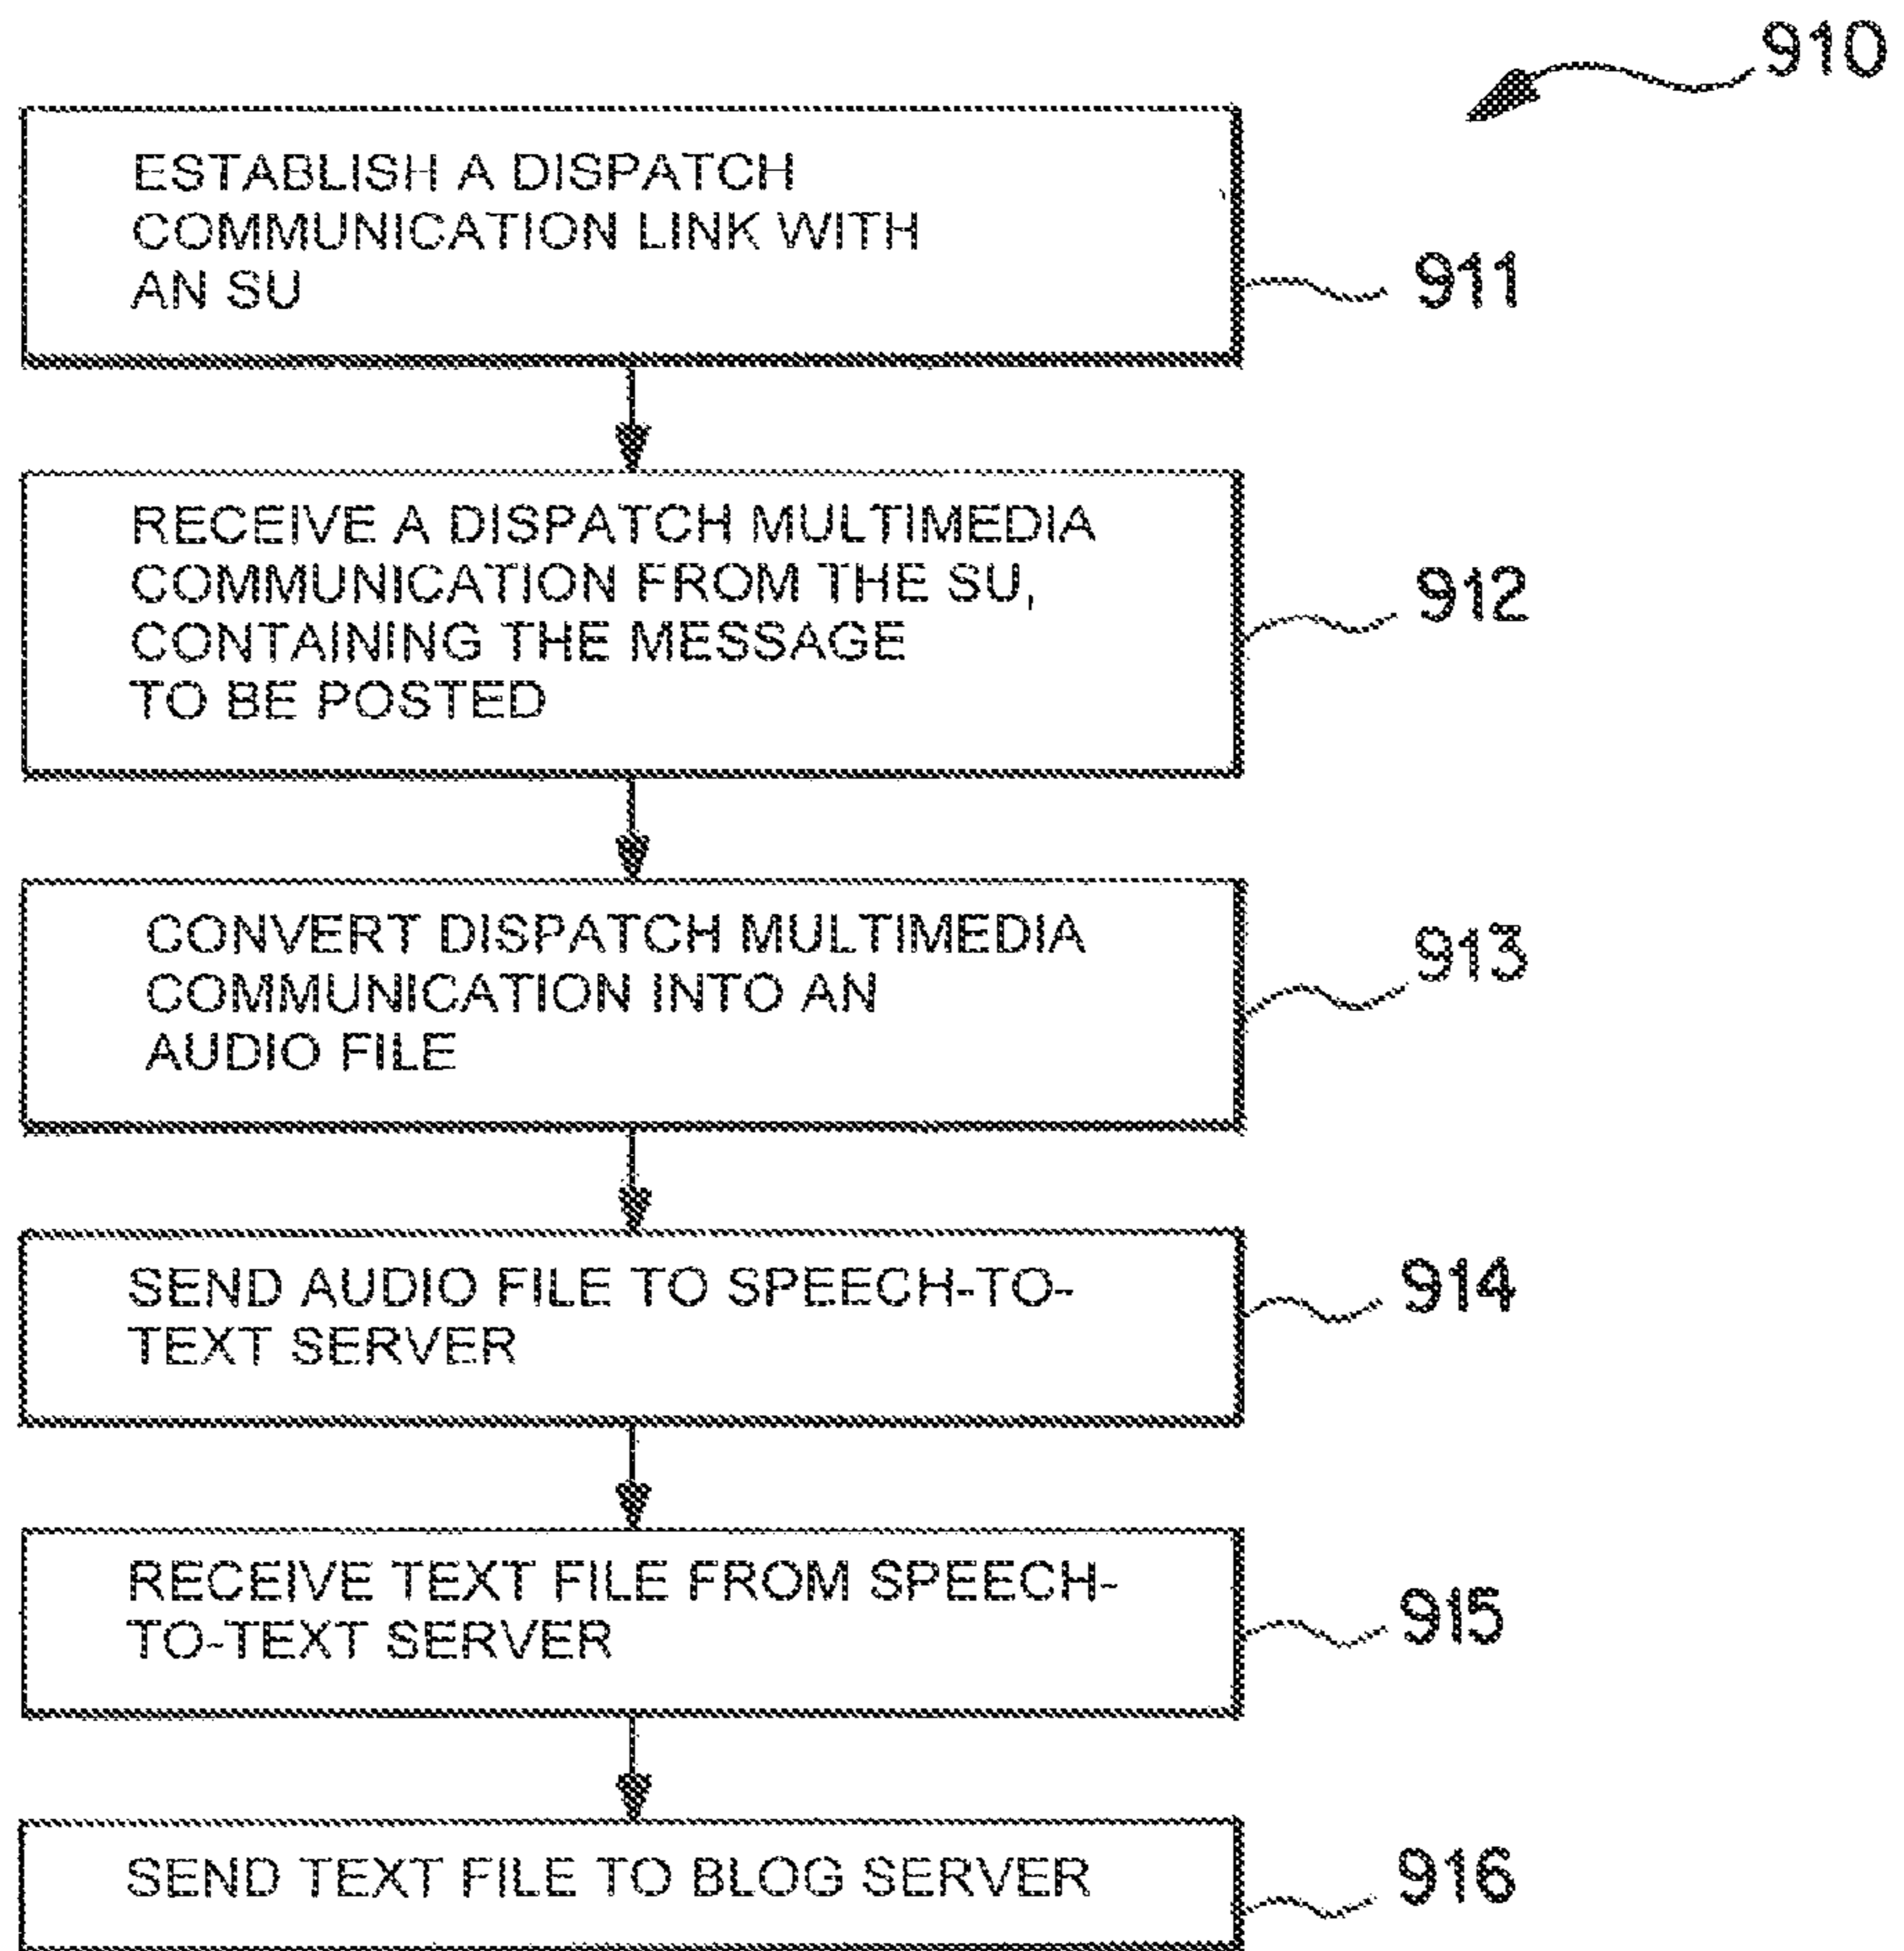 910
ESTABLISH A DISPATCH
COMMUNICATION LINK WITH
AN SU
911
RECEIVE A DISPATCH MULTIMEDIA
COMMUNICATION FROM THE SU,
CONTAINING THE MESSAGE
TO BE POSTED
912
CONVERT DISPATCH MULTIMEDIA
COMMUNICATION INTO AN
AUDIO FILE
913
SEND AUDIO FILE TO SPEECH-TO-
TEXT SERVER
914
RECEIVE TEXT FILE FROM SPEECH-
TO-TEXT SERVER
915
SEND TEXT FILE TO BLOG SERVER
916